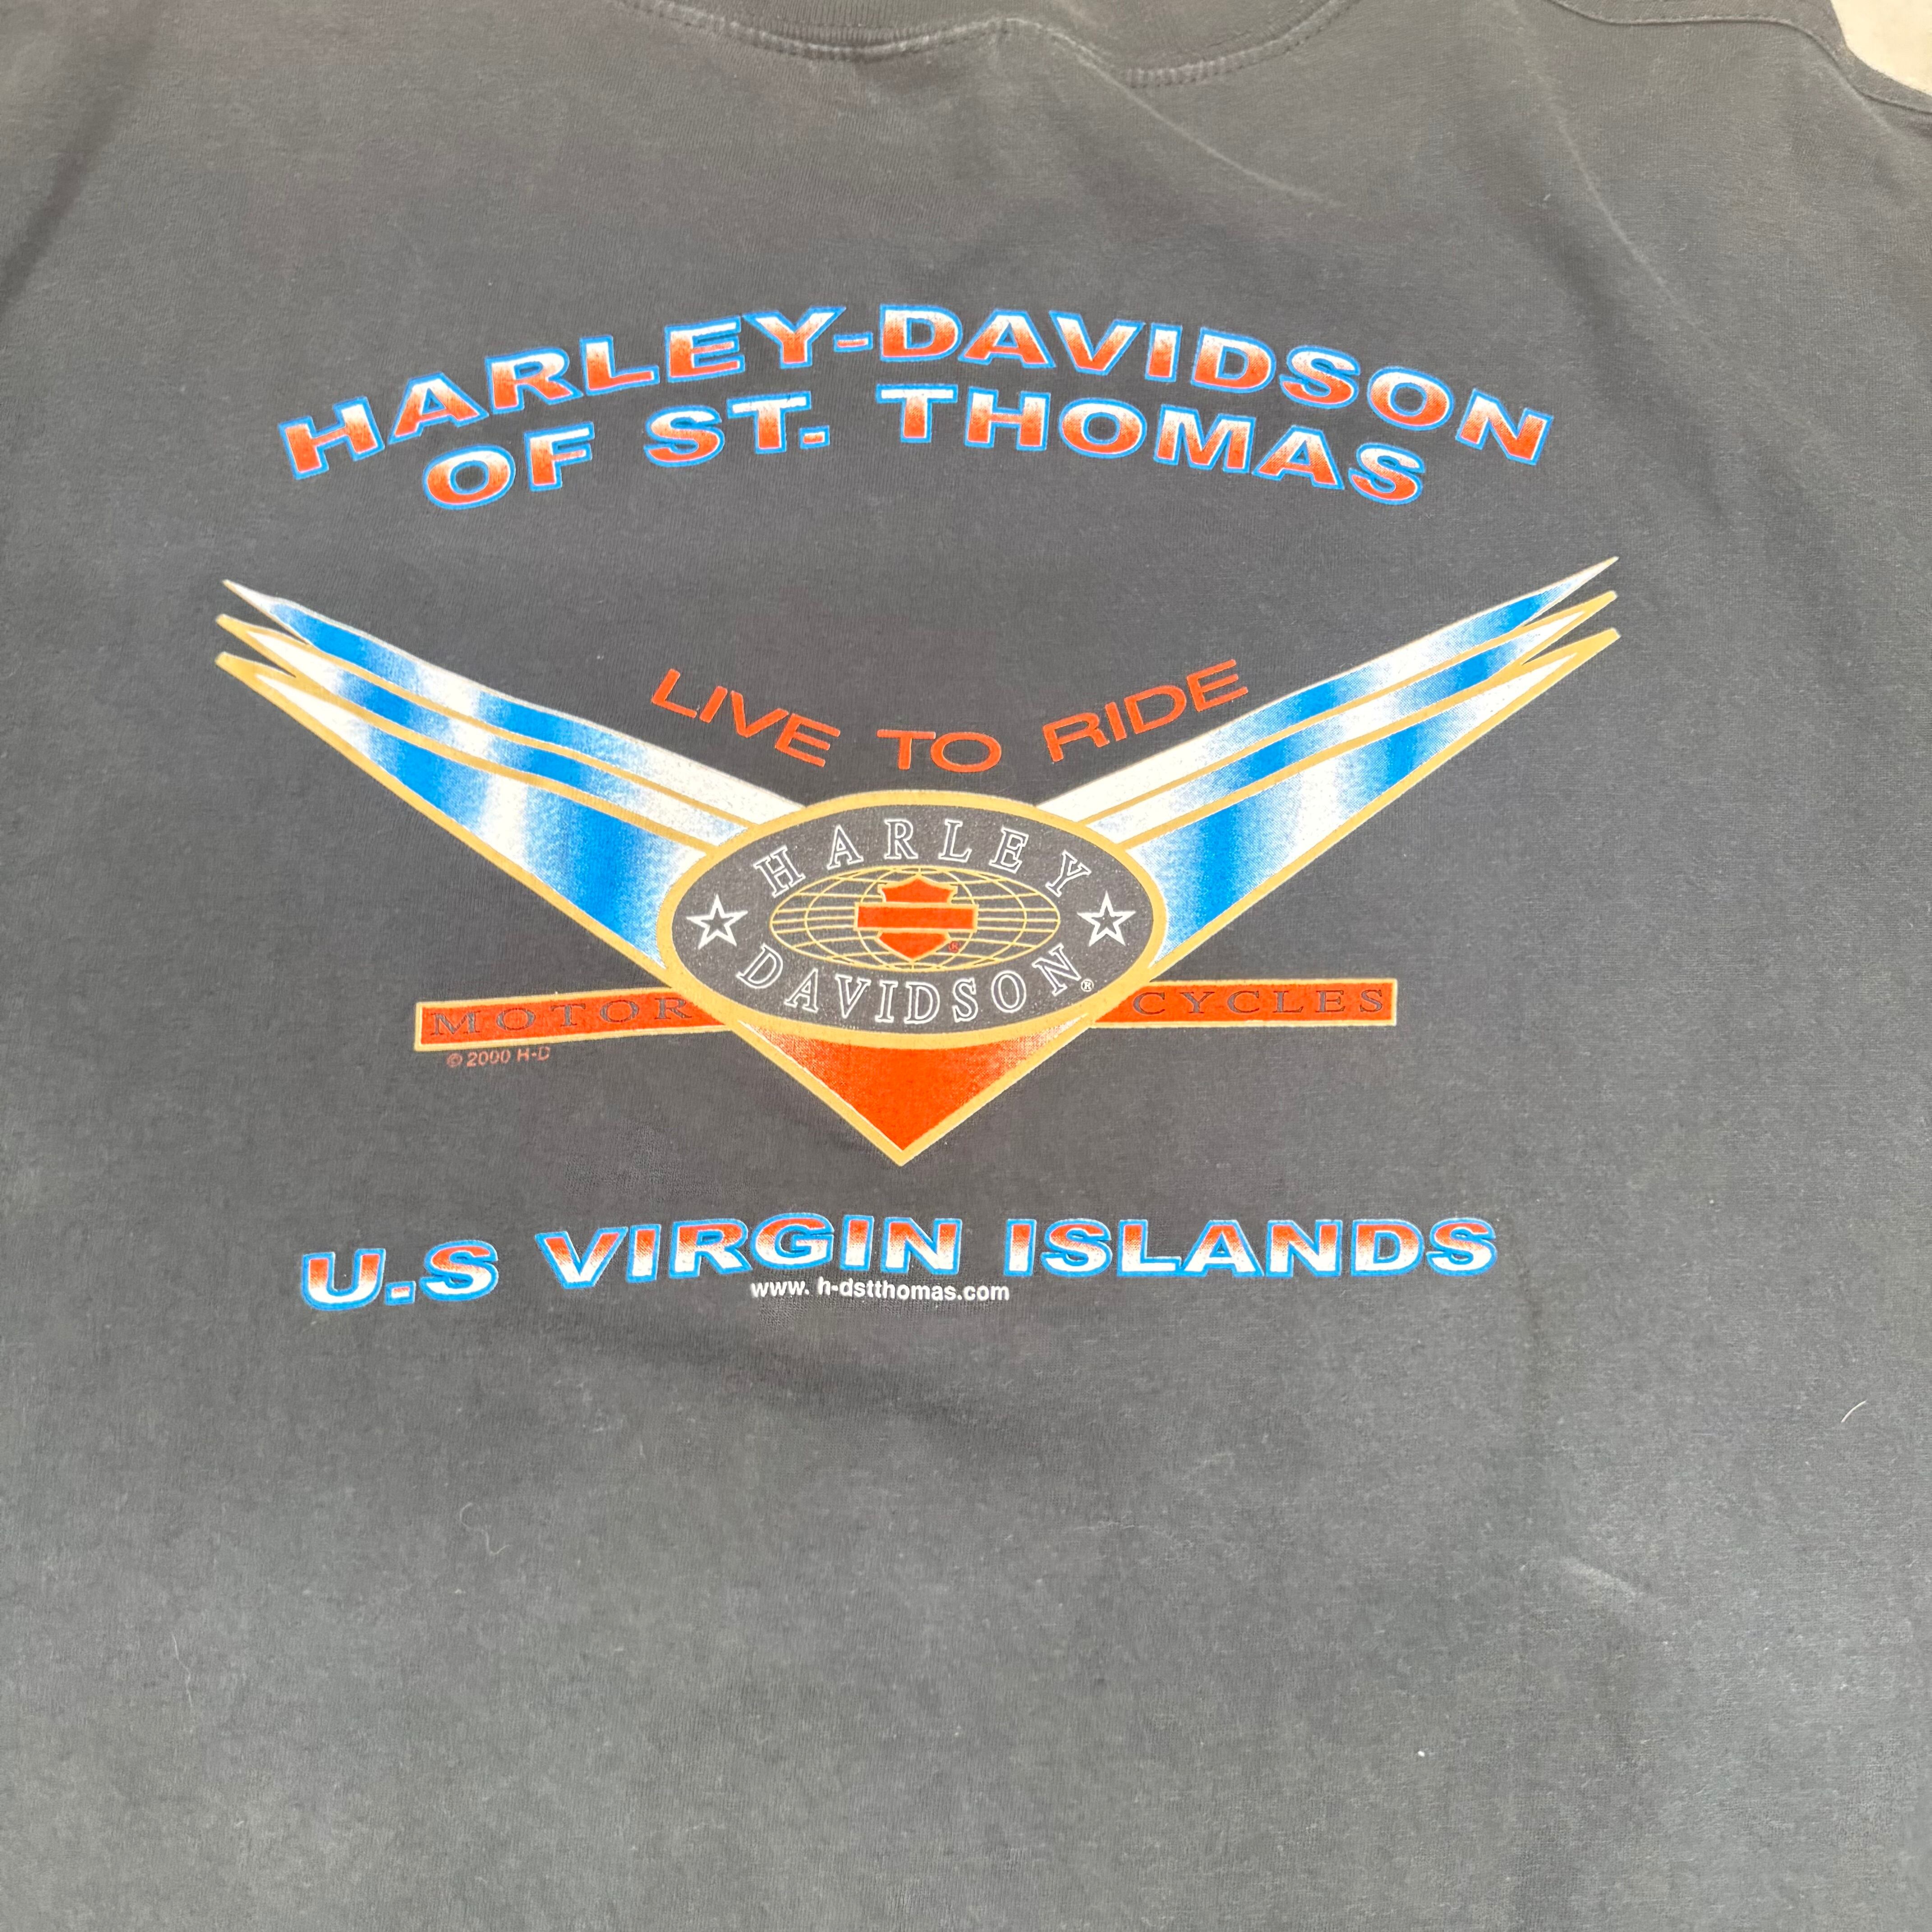 HARLEY-DAVIDSON
OF ST. THOMAS
LIVE TO RIDE
HARLEY
®
DAVIDSON®
MOTOR CYCLES
© 2000 H-D
U.S VIRGIN ISLANDS
www. h-dstthomas.com